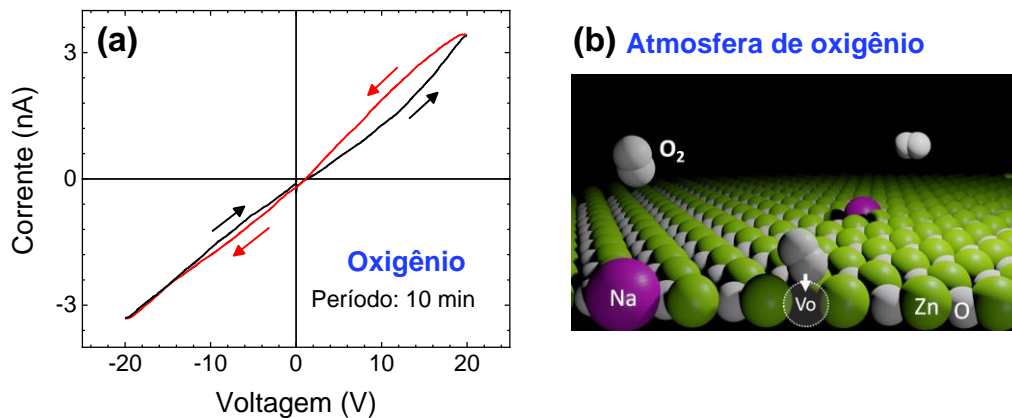 (a)
Corrente (nA)
3
0
-3
Oxigênio
Período: 10 min
-20
-10
0
10
20
Voltagem (V)
(b) Atmosfera de oxigênio
O2
Na
Vo
Zn
O